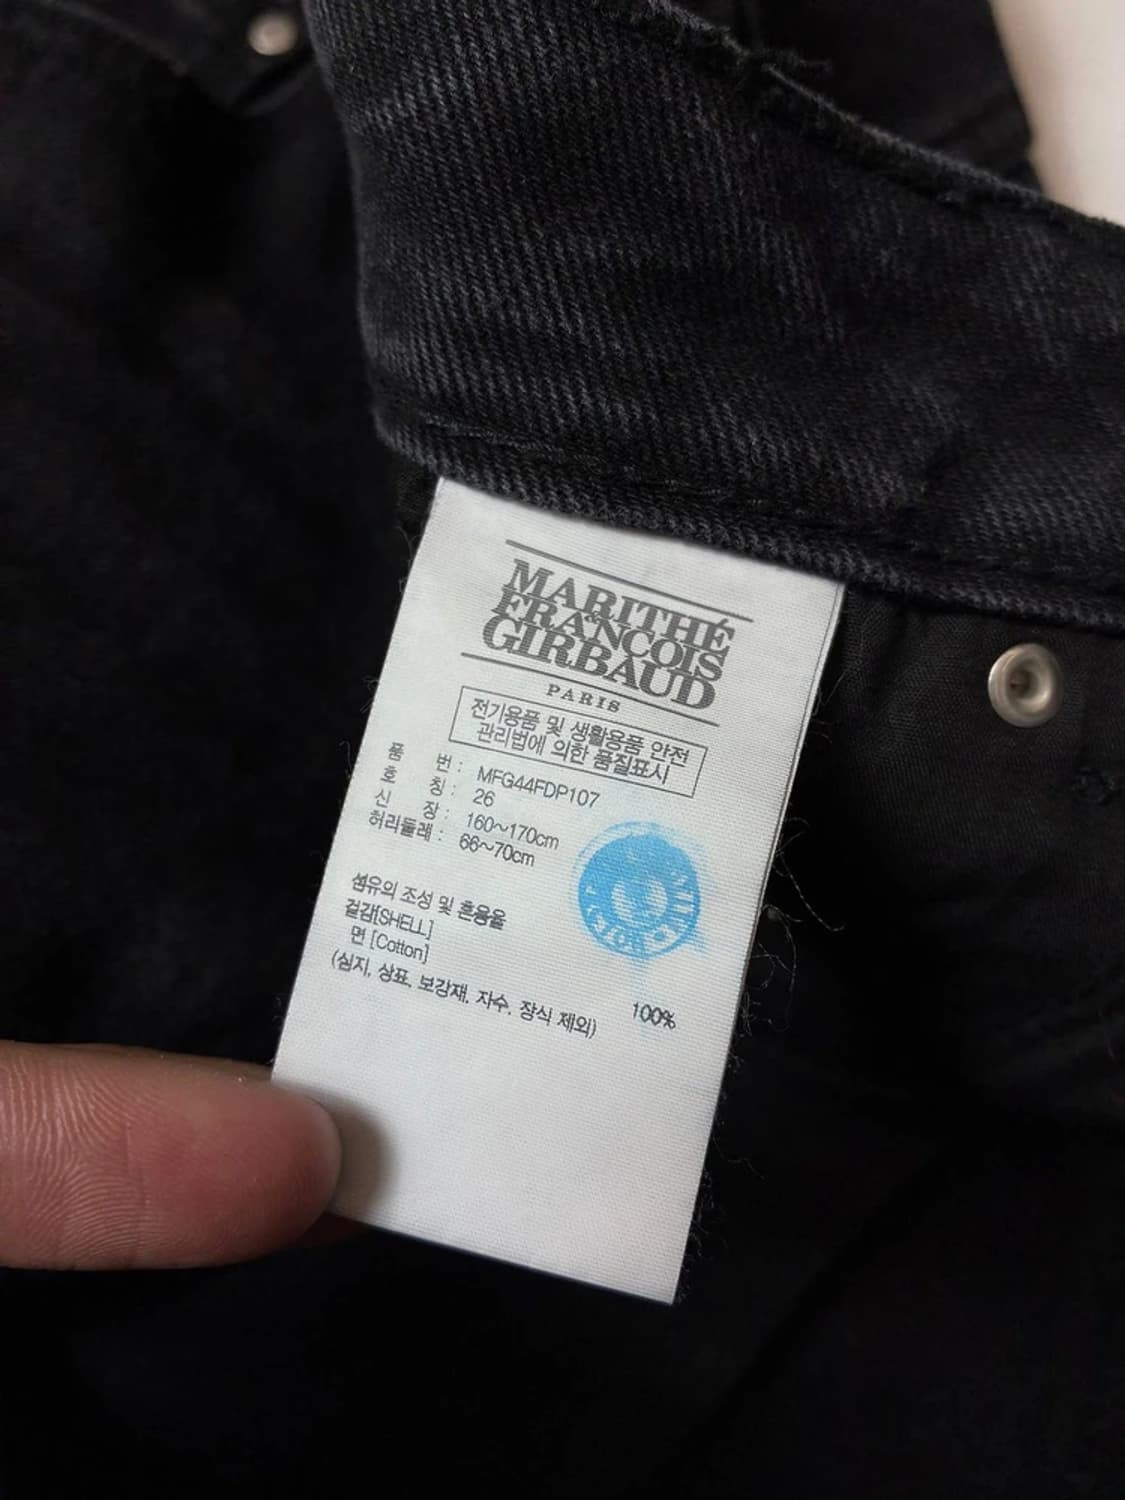 MARITHÉ
FRANCOIS
&
GIRBAUD
PARIS
전기용품 및 생활용품 안전
관리법에 의한 품질표시
품 번 : MFG44FDP107
호 칭 : 26
신 장 : 160~170cm
허리둘레 : 66~70cm
섬유의 조성 및 혼용율
겉감[SHELL]
면 [Cotton] 100%
(심지, 상표, 보강재, 자수, 장식 제외)